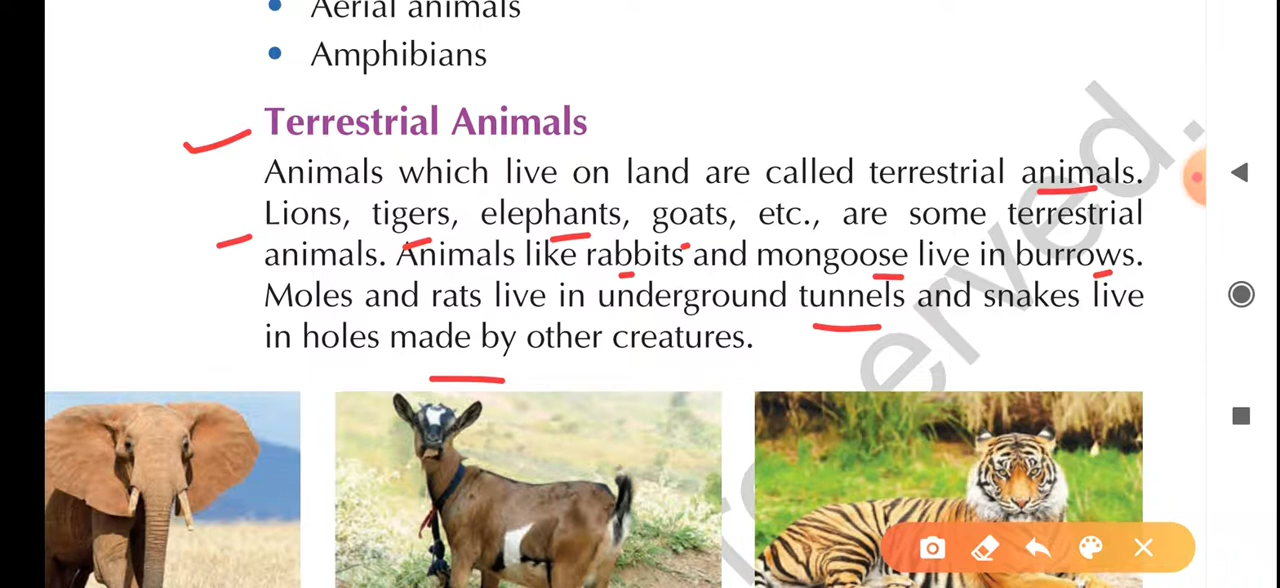 Aerial animals
Amphibians
Terrestrial Animals
Animals which live on land are called terrestrial animals.
Lions, tigers, elephants, goats, etc., are some terrestrial
animals. Animals like rabbits and mongoose live in burrows.
Moles and rats live in underground tunnels and snakes live
in holes made by other creatures.